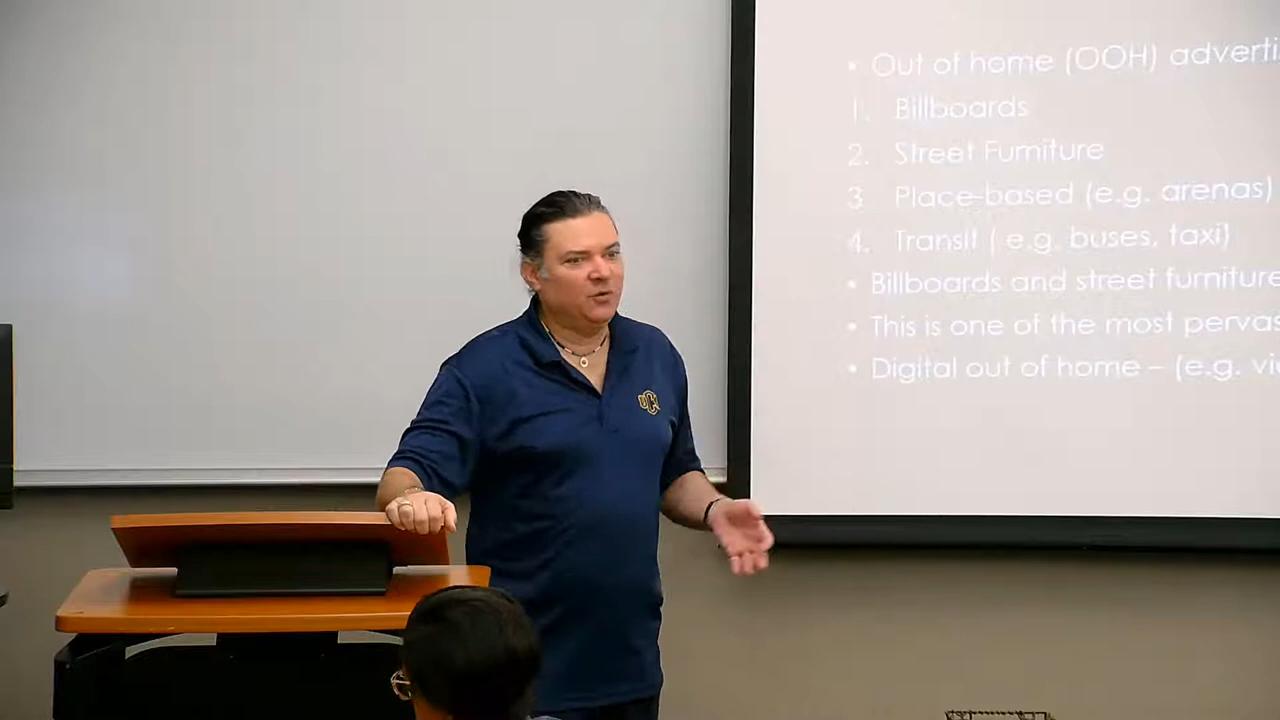 • Out of home (OOH) adverti
1. Billboards
2. Street Furniture
3. Place-based (e.g. arenas)
4. Transit ( e.g. buses, taxi)
• Billboards and street furniture
• This is one of the most pervas
• Digital out of home – (e.g. vi
UCI